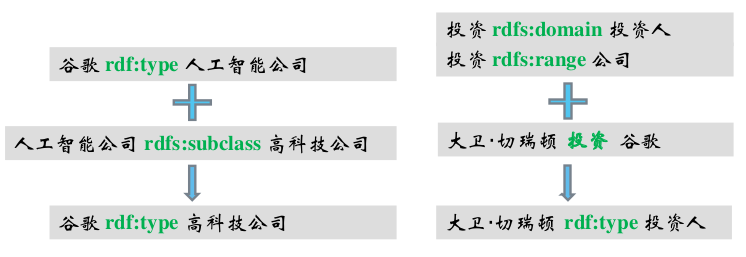 谷歌 rdf:type 人工智能公司
人工智能公司 rdfs:subclass 高科技公司
谷歌 rdf:type 高科技公司
投资 rdfs:domain 投资人
投资 rdfs:range 公司
大卫·切瑞顿 投资 谷歌
大卫·切瑞顿 rdf:type 投资人